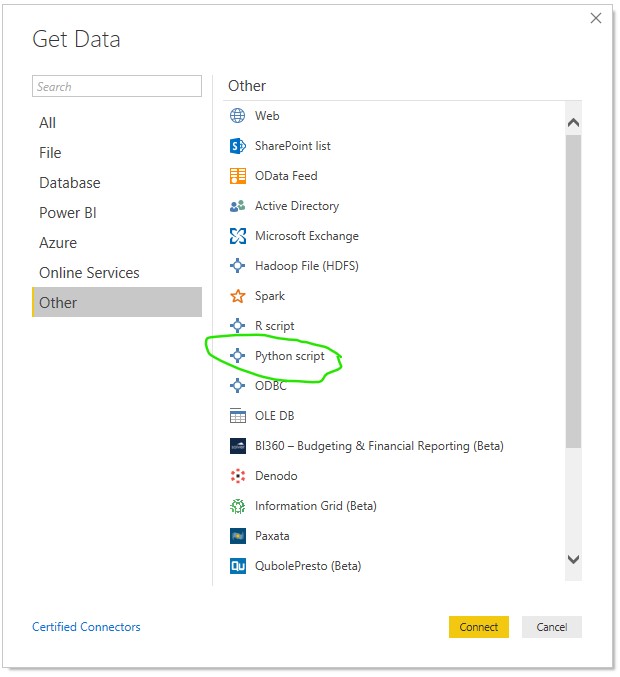 Get Data
Search
All
File
Database
Power BI
Azure
Online Services
Other
Other
Web
SharePoint list
OData Feed
Active Directory
Microsoft Exchange
Hadoop File (HDFS)
Spark
R script
Python script
ODBC
OLE DB
BI360 – Budgeting & Financial Reporting (Beta)
Denodo
Information Grid (Beta)
Paxata
QubolePresto (Beta)
Certified Connectors
Connect
Cancel